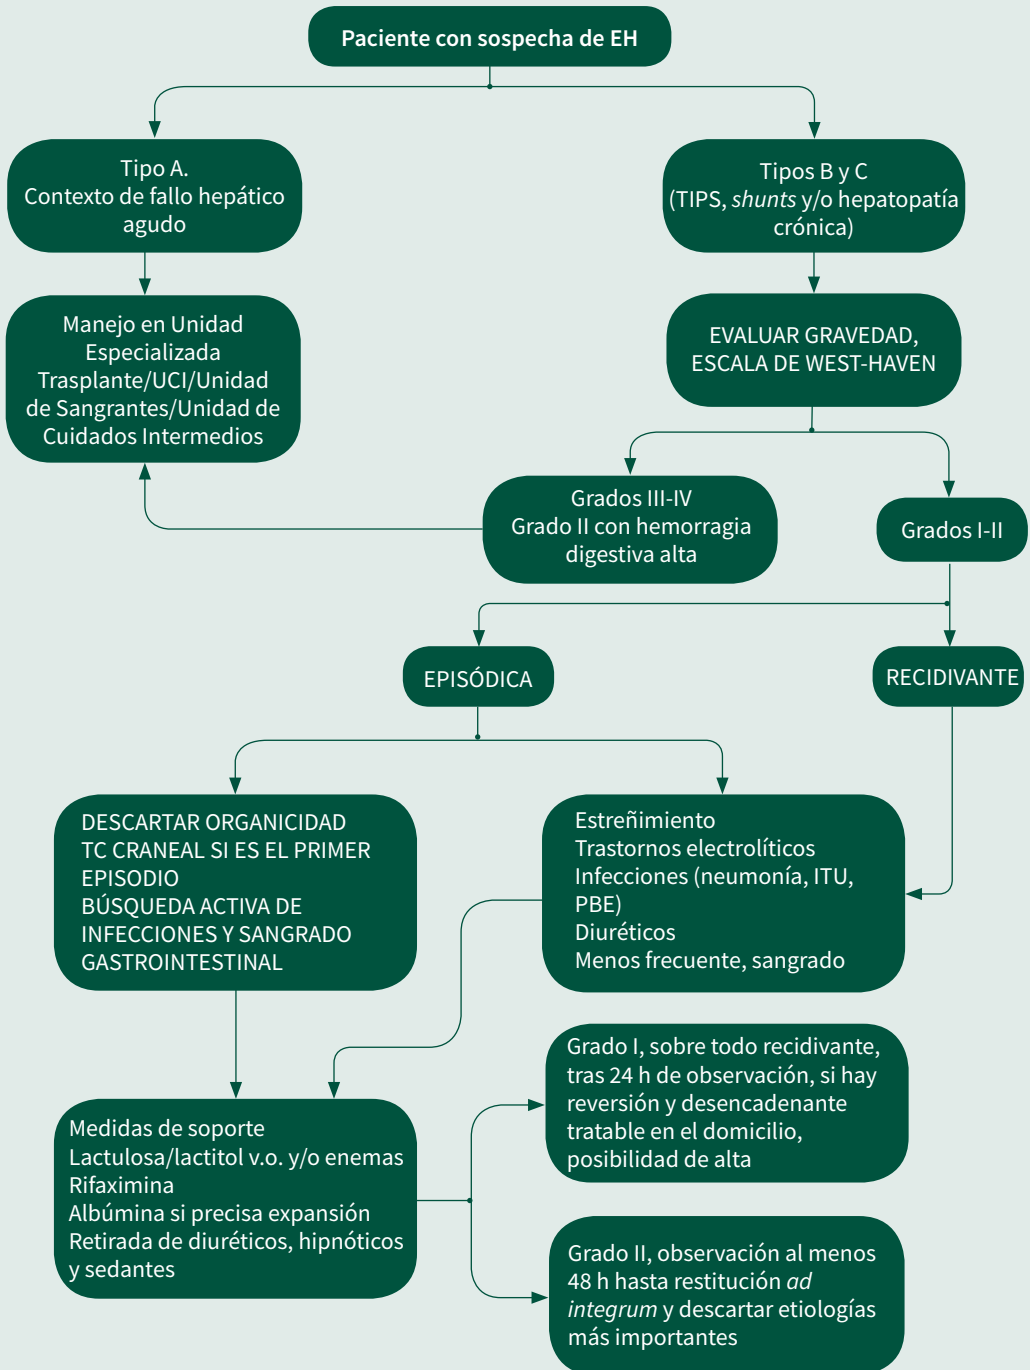 Paciente con sospecha de EH
Tipo A.
Contexto de fallo hepático
agudo
Tipos B y C
(TIPS, shunts y/o hepatopatía
crónica)
Manejo en Unidad
Especializada
Trasplante/UCI/Unidad
de Sangrantes/Unidad de
Cuidados Intermedios
EVALUAR GRAVEDAD,
ESCALA DE WEST-HAVEN
Grados III-IV
Grado II con hemorragia
digestiva alta
Grados I-II
EPISÓDICA
RECIDIVANTE
DESCARTAR ORGANICIDAD
TC CRANEAL SI ES EL PRIMER
EPISODIO
BÚSQUEDA ACTIVA DE
INFECCIONES Y SANGRADO
GASTROINTESTINAL
Estreñimiento
Trastornos electrolíticos
Infecciones (neumonía, ITU,
PBE)
Diuréticos
Menos frecuente, sangrado
Medidas de soporte
Lactulosa/lactitol v.o. y/o enemas
Rifaximina
Albúmina si precisa expansión
Retirada de diuréticos, hipnóticos
y sedantes
Grado I, sobre todo recidivante,
tras 24 h de observación, si hay
reversión y desencadenante
tratable en el domicilio,
posibilidad de alta
Grado II, observación al menos
48 h hasta restitución ad
integrum y descartar etiologías
más importantes